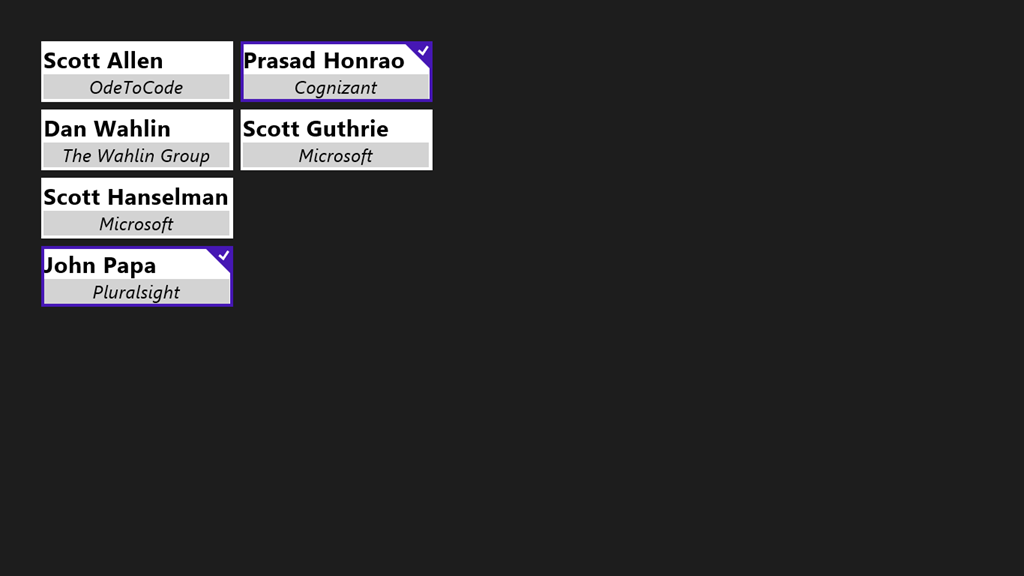 Scott Allen
OdeToCode
Dan Wahlin
The Wahlin Group
Scott Hanselman
Microsoft
John Papa
Pluralsight
Prasad Honrao
Cognizant
Scott Guthrie
Microsoft